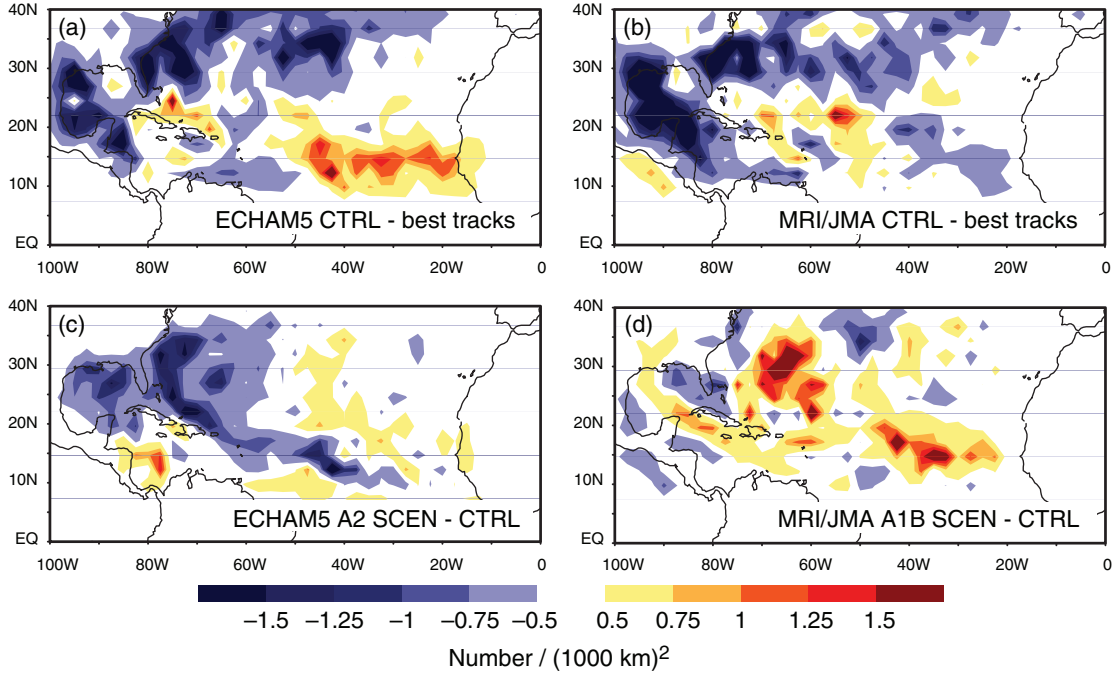 40N (a) 40N (b)
30N 30N
20N 20N
10N 10N
ECHAM5 CTRL - best tracks MRI/JMA CTRL - best tracks
EQ EQ
100W 80W 60W 40W 20W 0 100W 80W 60W 40W 20W 0
40N (c) 40N (d)
30N 30N
20N 20N
10N 10N
ECHAM5 A2 SCEN - CTRL MRI/JMA A1B SCEN - CTRL
EQ EQ
100W 80W 60W 40W 20W 0 100W 80W 60W 40W 20W 0
−1.5 −1.25 −1 −0.75 −0.5 0.5 0.75 1 1.25 1.5
Number / (1000 km)²